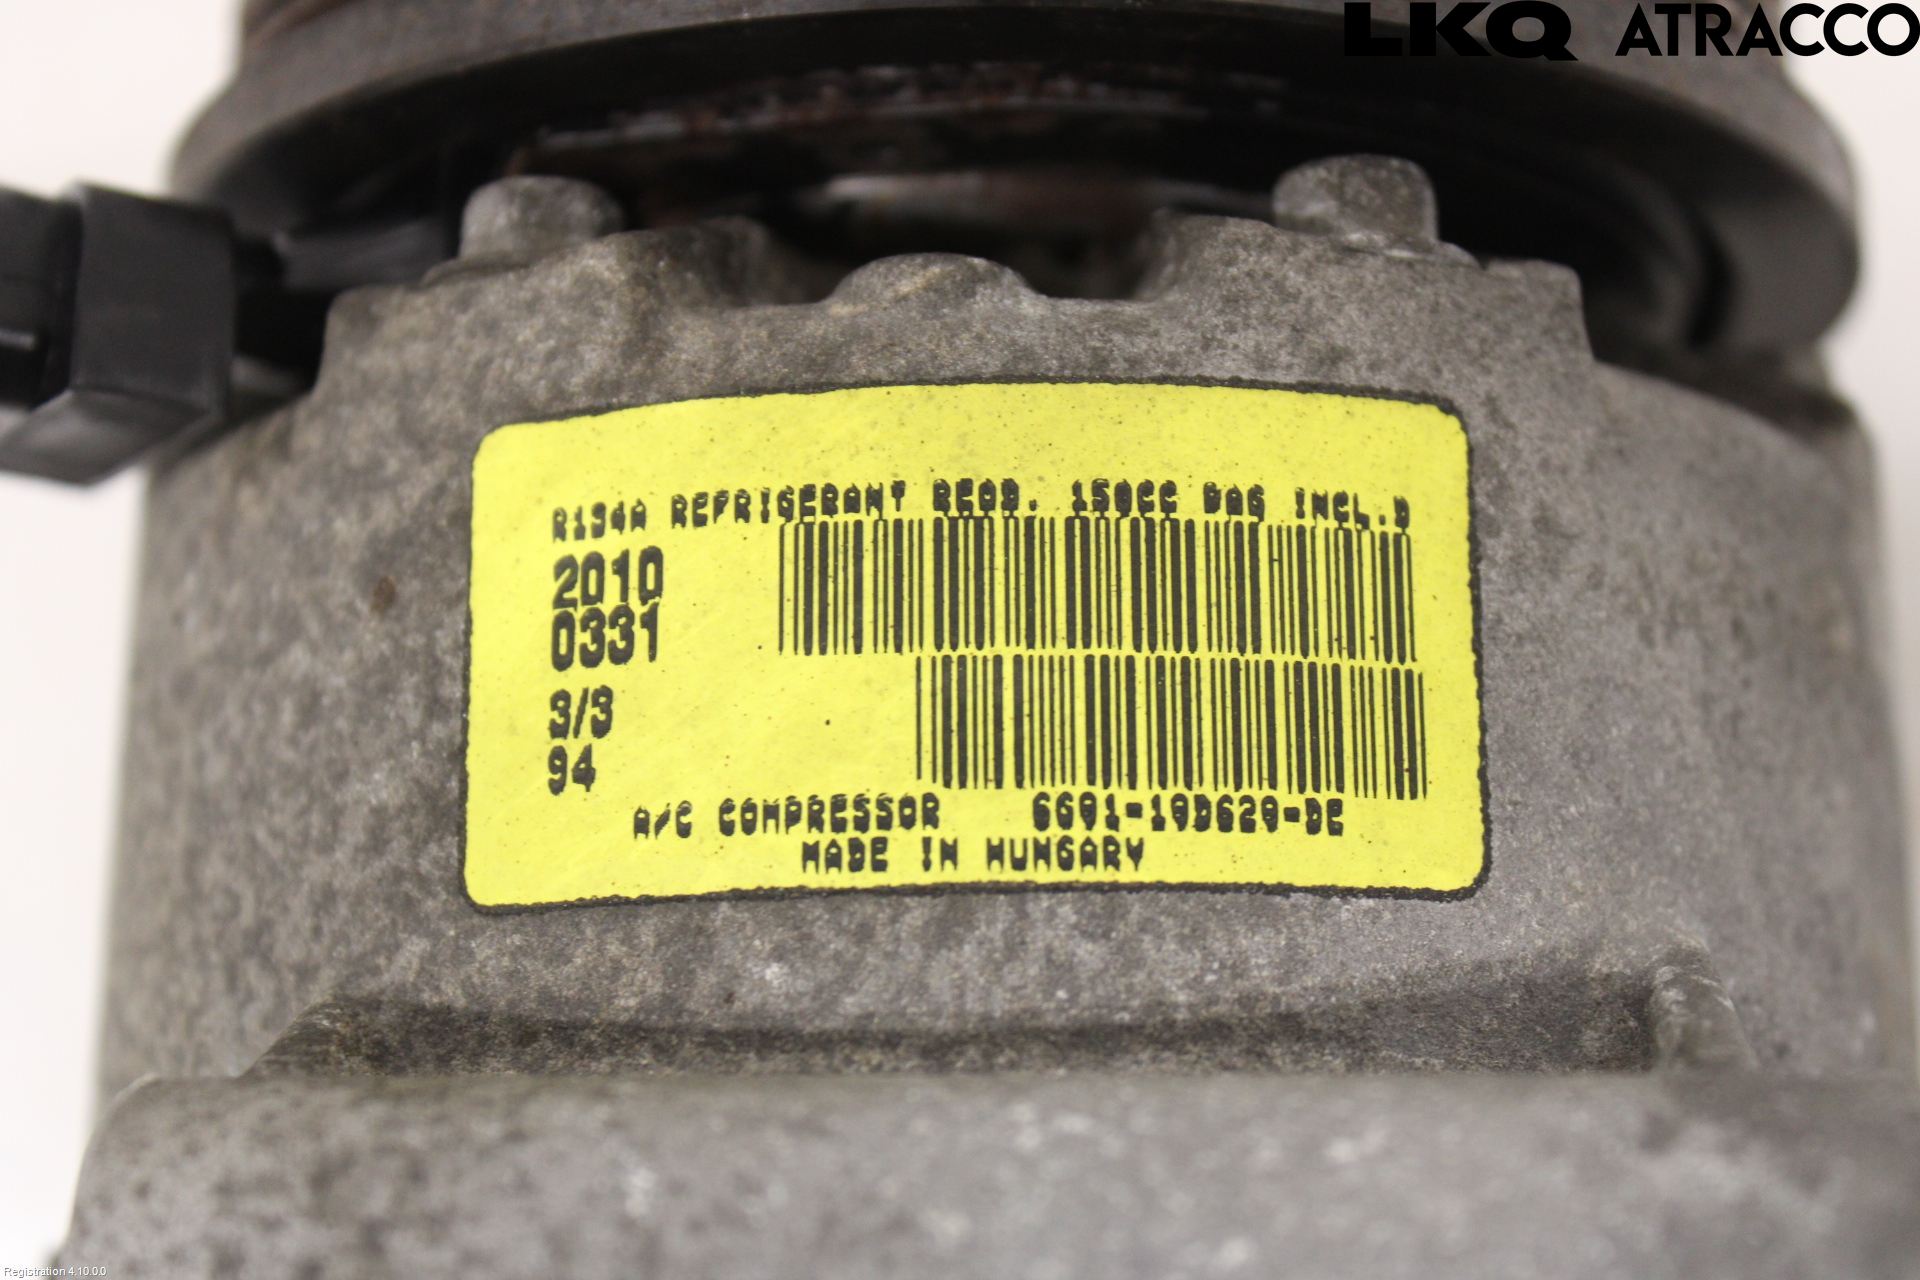 LKQ ATRACCO
R134A REFRIGERANT REQD. 150CC PAG INCL.D
2010
0331
3/3
94
A/C COMPRESSOR 6G91-19D629-DE
MADE IN HUNGARY
Registration 4.10.0.0